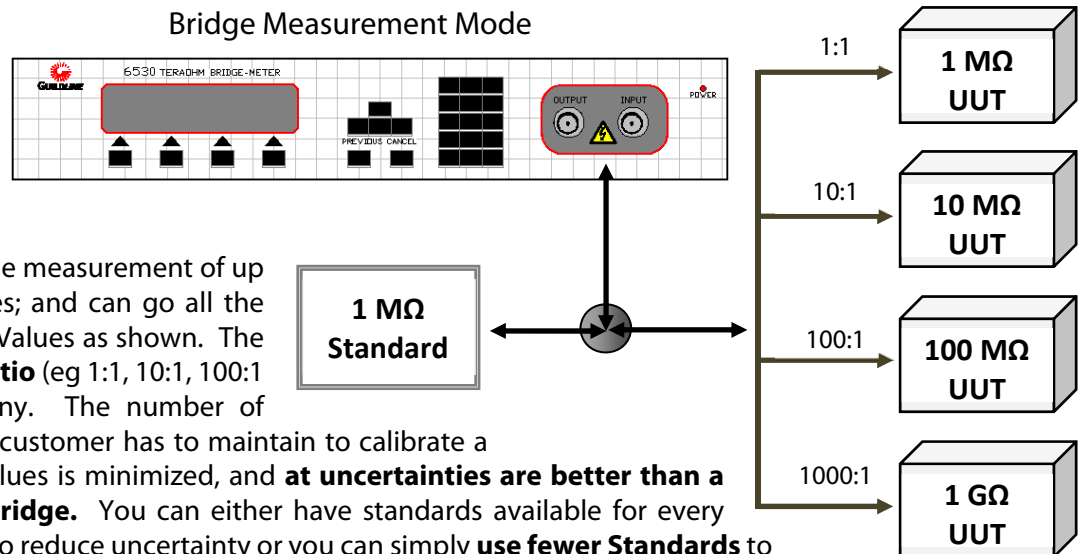 Bridge Measurement Mode
GUILDLINE
6530 TERAOHM BRIDGE-METER
OUTPUT INPUT
POWER
PREVIOUS CANCEL
1:1
1 MΩ
UUT
10:1
10 MΩ
UUT
100:1
100 MΩ
UUT
1000:1
1 GΩ
UUT
1 MΩ
Standard
e measurement of up
es; and can go all the
Values as shown. The
tio (eg 1:1, 10:1, 100:1
ny. The number of
customer has to maintain to calibrate a
lues is minimized, and at uncertainties are better than a
ridge. You can either have standards available for every
o reduce uncertainty or you can simply use fewer Standards to